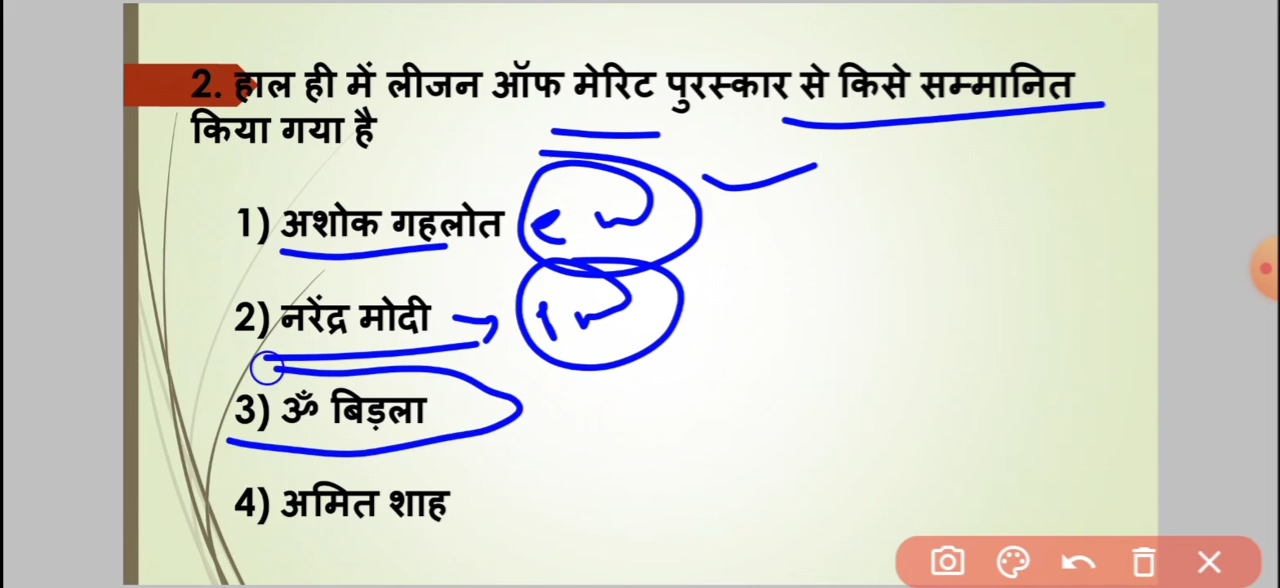 2. हाल ही में लीजन ऑफ मेरिट पुरस्कार से किसे सम्मानित
किया गया है
1) अशोक गहलोत
2) नरेंद्र मोदी
3) ॐ बिड़ला
4) अमित शाह